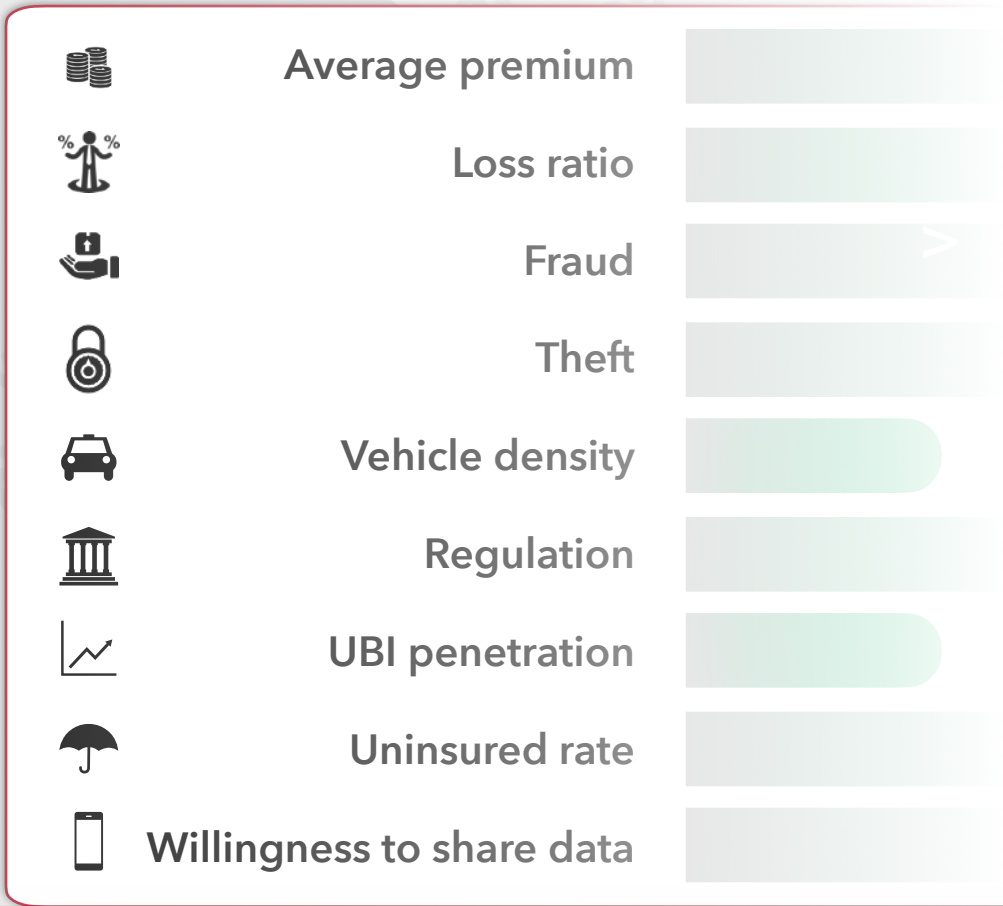 Average premium
% %
Loss ratio
>
Fraud
Theft
Vehicle density
Regulation
UBI penetration
Uninsured rate
Willingness to share data